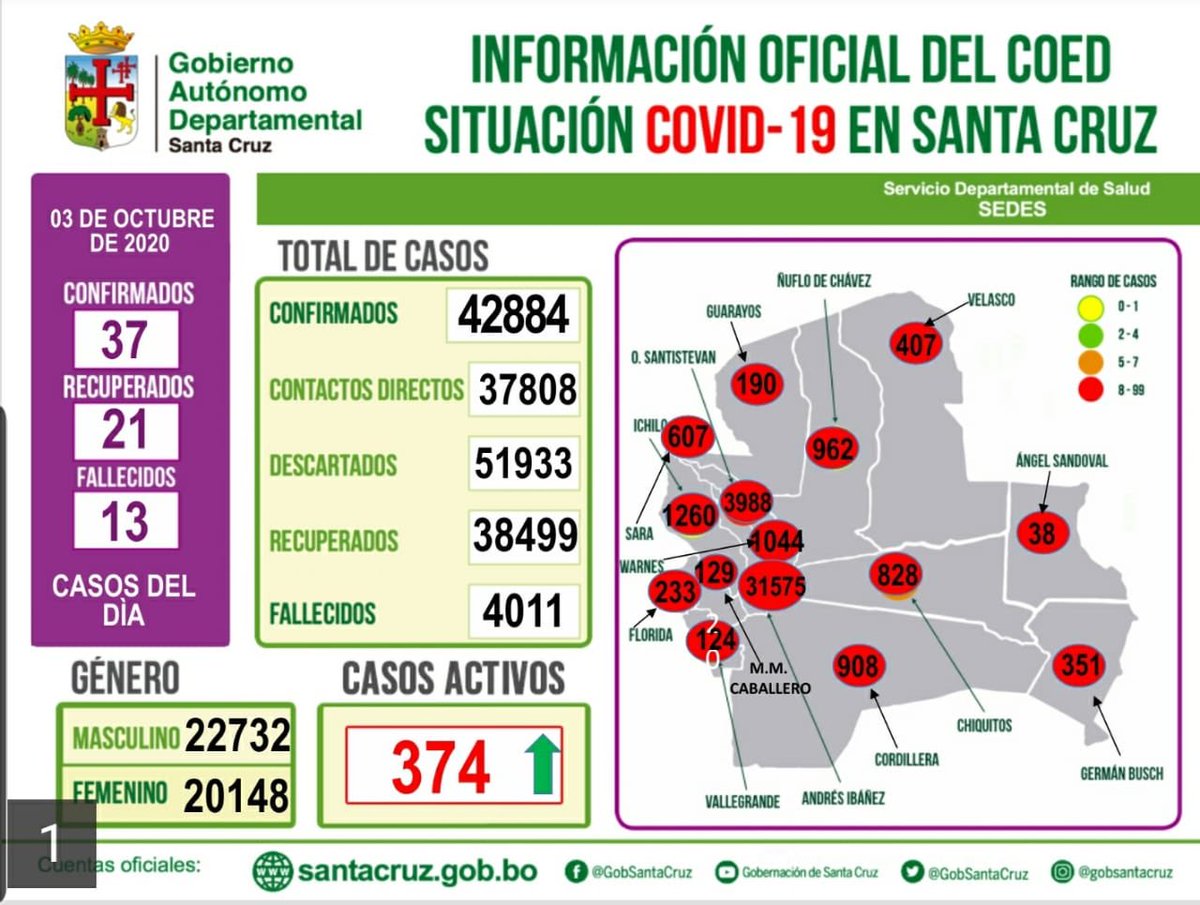 Gobierno
Autónomo
Departamental
Santa Cruz
INFORMACIÓN OFICIAL DEL COED
SITUACIÓN COVID-19 EN SANTA CRUZ
Servicio Departamental de Salud
SEDES
03 DE OCTUBRE
DE 2020
CONFIRMADOS
37
RECUPERADOS
21
FALLECIDOS
13
CASOS DEL
DÌA
TOTAL DE CASOS
CONFIRMADOS 42884
CONTACTOS DIRECTOS 37808
DESCARTADOS 51933
RECUPERADOS 38499
FALLECIDOS 4011
GÉNERO
MASCULINO 22732
FEMENINO 20148
CASOS ACTIVOS
374
RANGO DE CASOS
0 - 1
2 - 4
5 - 7
8 - 99
ÑUFLO DE CHÁVEZ
VELASCO
GUARAYOS
407
O. SANTISTEVAN
190
ICHILO
607
962
ÁNGEL SANDOVAL
3988
1260
SARA
38
1044
WARNES
129
828
233
31575
FLORIDA
124
20
M.M.
CABALLERO
908
351
CHIQUITOS
CORDILLERA
GERMÁN BUSCH
VALLEGRANDE
ANDRÉS IBÁÑEZ
1
Cuentas oficiales:
santacruz.gob.bo
@GobSantaCruz
Gobernación de Santa Cruz
@GobSantaCruz
@gobsantacruz